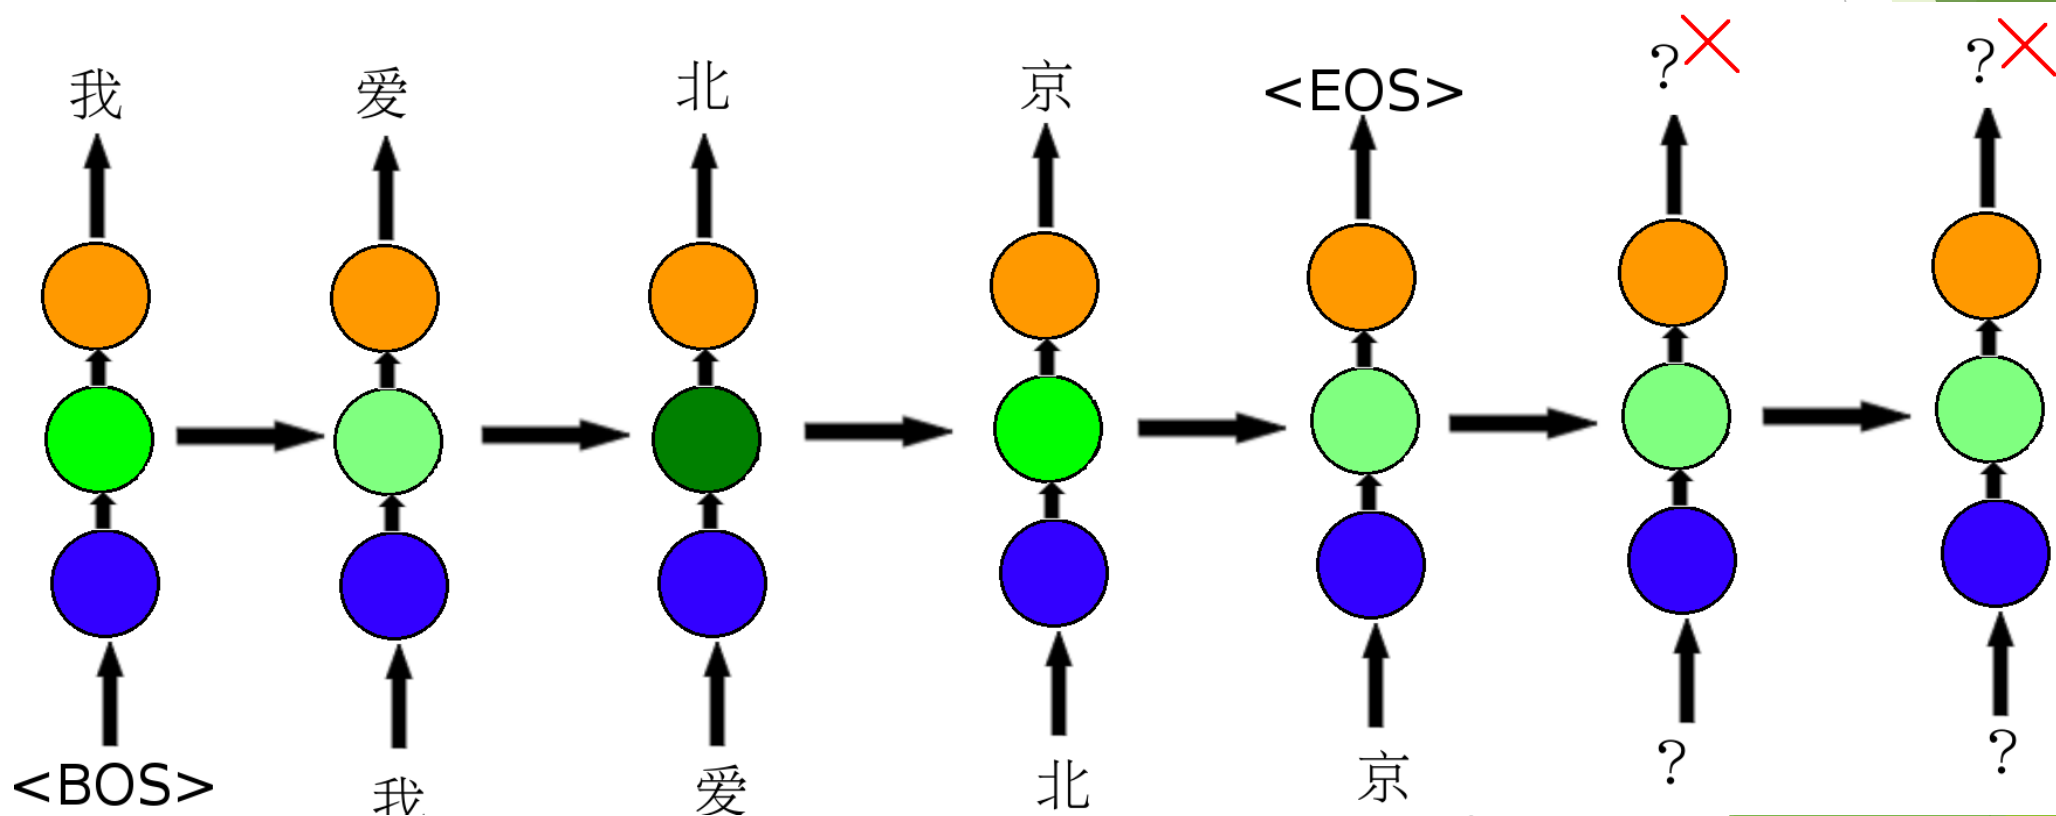 我 爱 北 京 <EOS> ? ?
<BOS> 我 爱 北 京 ? ?